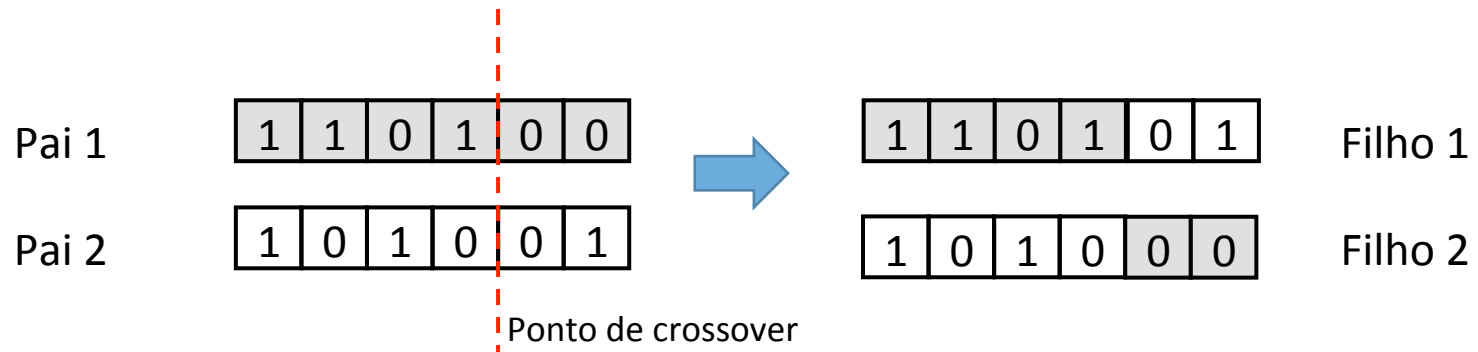 Pai 1 1 1 0 1 0 0 1 1 0 1 0 1 Filho 1
Pai 2 1 0 1 0 0 1 1 0 1 0 0 0 Filho 2
Ponto de crossover